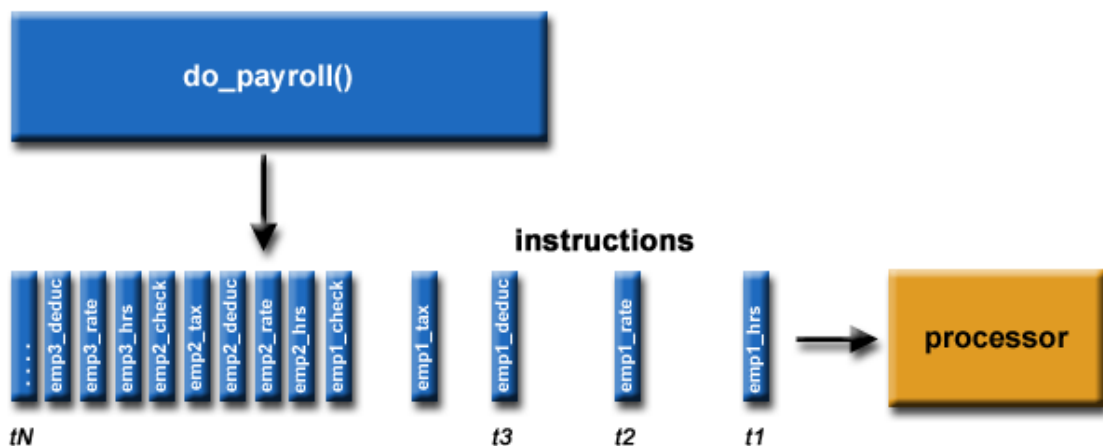 do_payroll()
instructions
. . . .
emp3_deduc
emp3_rate
emp3_hrs
emp2_check
emp2_tax
emp2_deduc
emp2_rate
emp2_hrs
emp1_check
emp1_tax
emp1_deduc
emp1_rate
emp1_hrs
processor
tN
t3
t2
t1